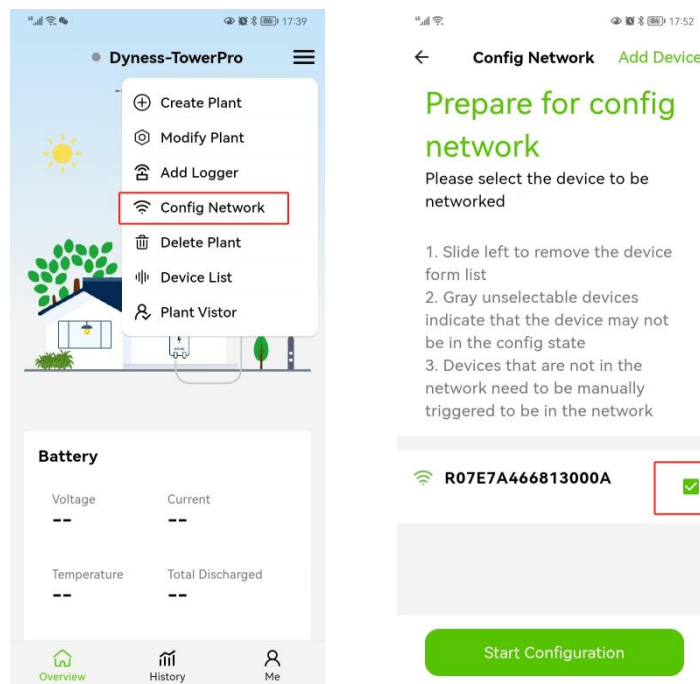 17:39
Dyness-TowerPro
Create Plant
Modify Plant
Add Logger
Config Network
Delete Plant
Device List
Plant Vistor
Battery
Voltage
Current
--
--
Temperature
Total Discharged
--
--
Overview
History
Me
86
17:52
Config Network
Add Device
Prepare for config
network
Please select the device to be
networked
1. Slide left to remove the device
form list
2. Gray unselectable devices
indicate that the device may not
be in the config state
3. Devices that are not in the
network need to be manually
triggered to be in the network
R07E7A466813000A
Start Configuration